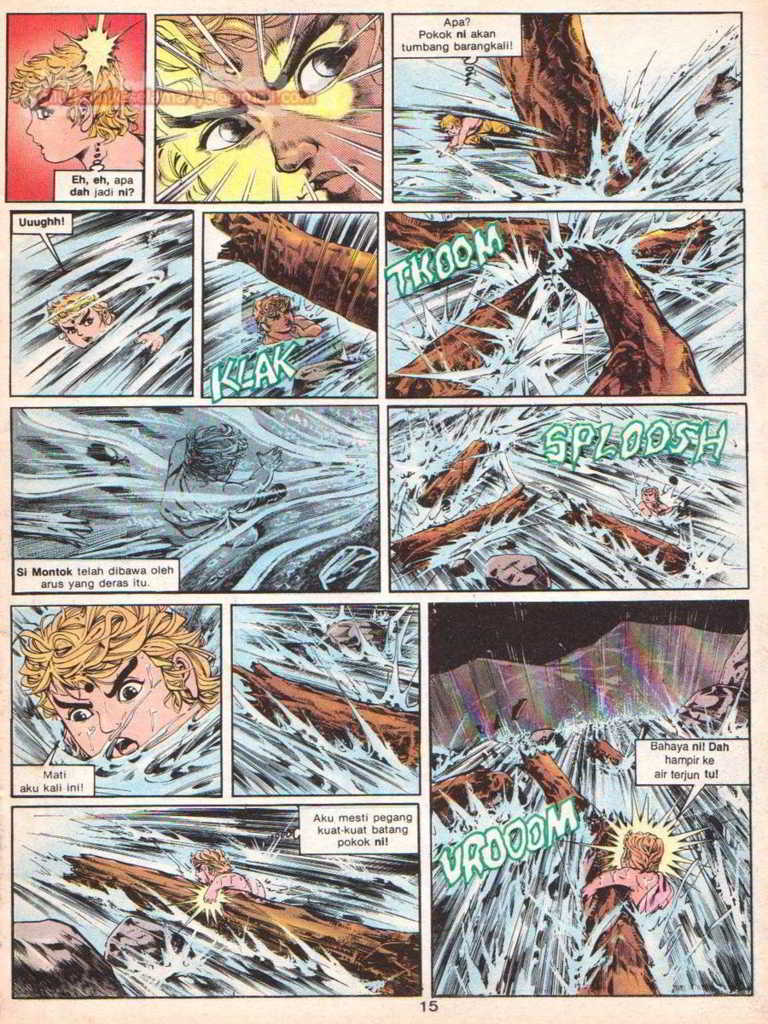 Eh, eh, apa
dah jadi ni?
Apa?
Pokok ni akan
tumbang barangkali!
Uuughh!
KLAK
TKOOM
Si Montok telah dibawa oleh
arus yang deras itu.
SPLOOSH
Mati
aku kali ini!
Aku mesti pegang
kuat-kuat batang
pokok ni!
Bahaya ni! Dah
hampir ke
air terjun tu!
VROOOM
15